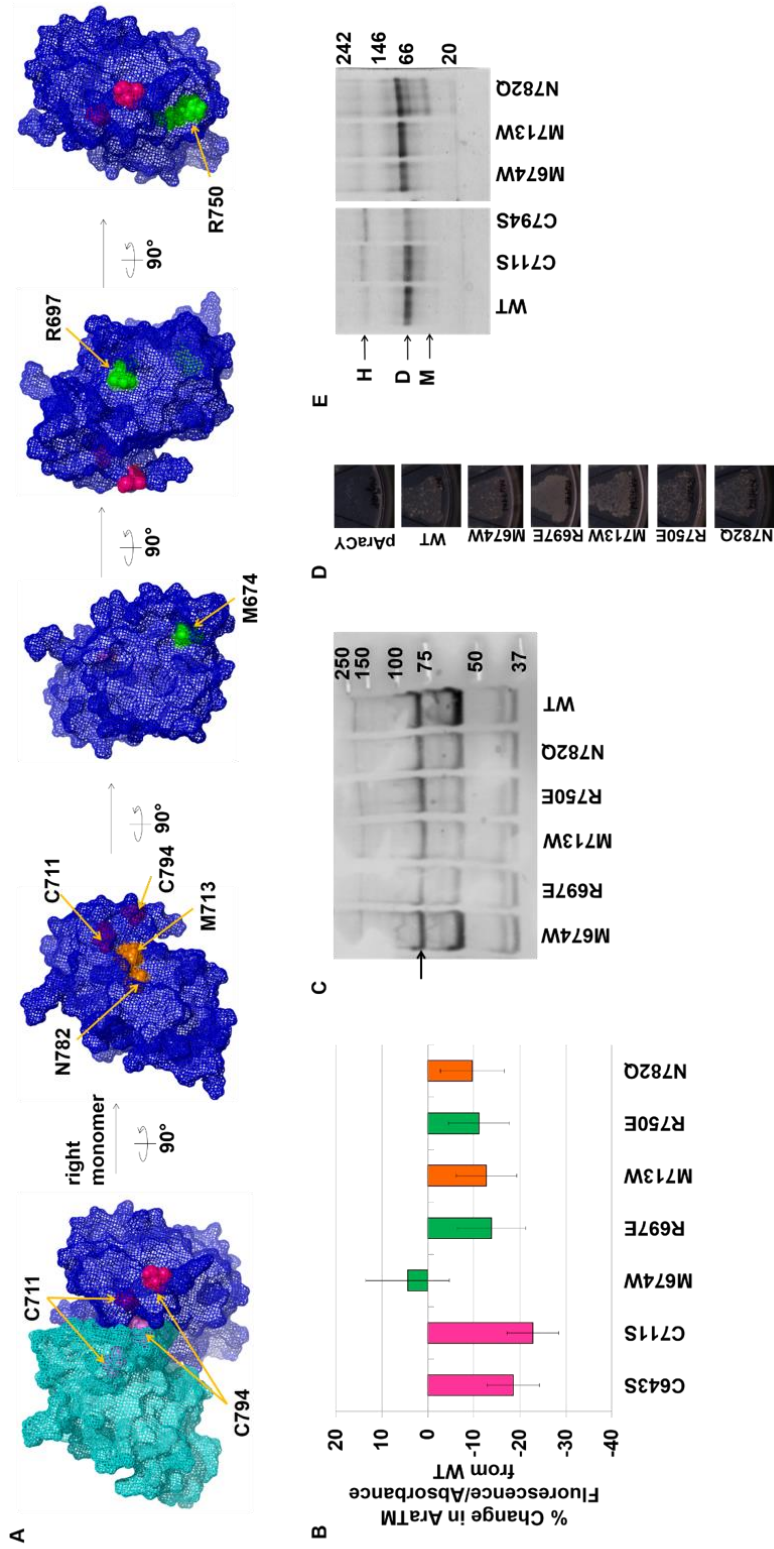 A
C711
C794
right
monomer
90°
N782
C711
C794
M713
90°
M674
90°
R697
90°
R750
B
% Change in AraTM
Fluorescence/Absorbance
from WT
20
10
0
-10
-20
-30
-40
C643S
C711S
M674W
R697E
M713W
R750E
N782Q
C
250
150
100
75
50
37
M674W
R697E
M713W
R750E
N782Q
WT
D
pAraCY
WT
M674W
R697E
M713W
R750E
N782Q
E
H
D
M
242
146
66
20
WT
C711S
C794S
M674W
M713W
N782Q